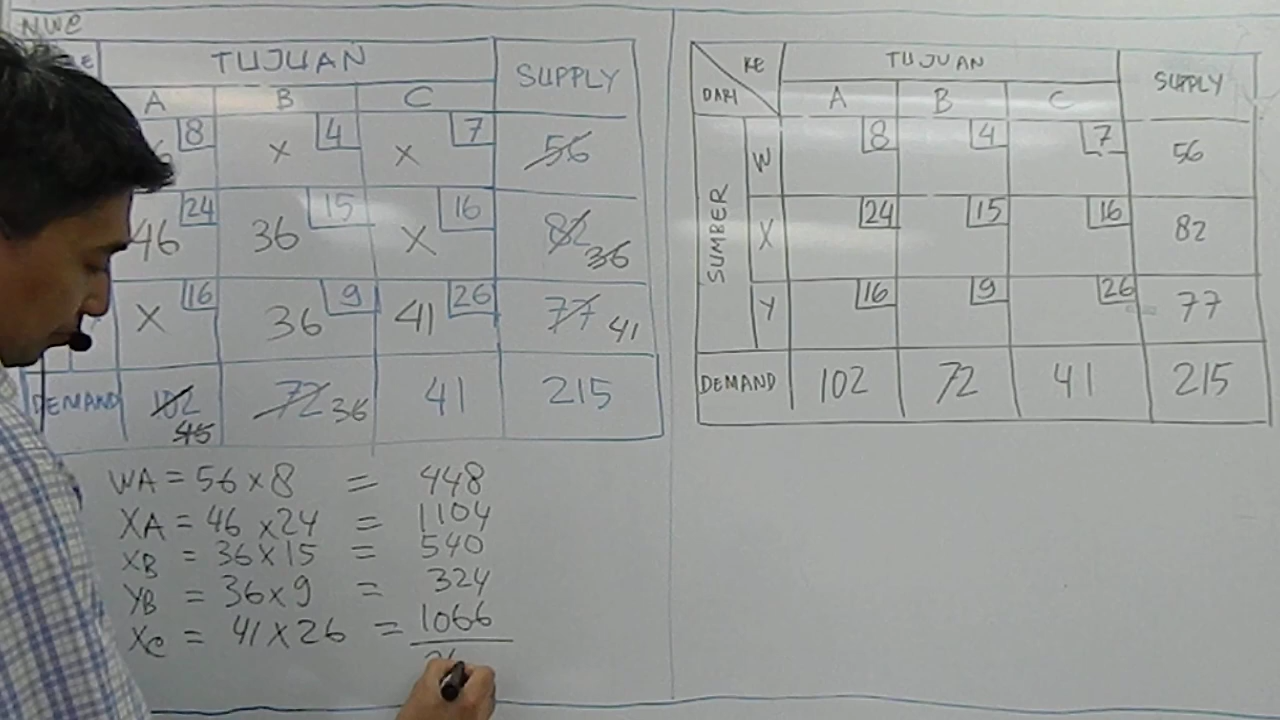 NWC
KE TUJUAN SUPPLY
A B C
8 × 4 × 7 56
46 24 36 15 × 16 82 36
× 16 36 9 41 26 77 41
DEMAND 102 45 72 36 41 215
WA = 56 × 8 = 448
XA = 46 × 24 = 1104
XB = 36 × 15 = 540
YB = 36 × 9 = 324
XC = 41 × 26 = 1066
KE TUJUAN SUPPLY
DARI A B C
SUMBER
W 8 4 7 56
X 24 15 16 82
Y 16 9 26 77
DEMAND 102 72 41 215